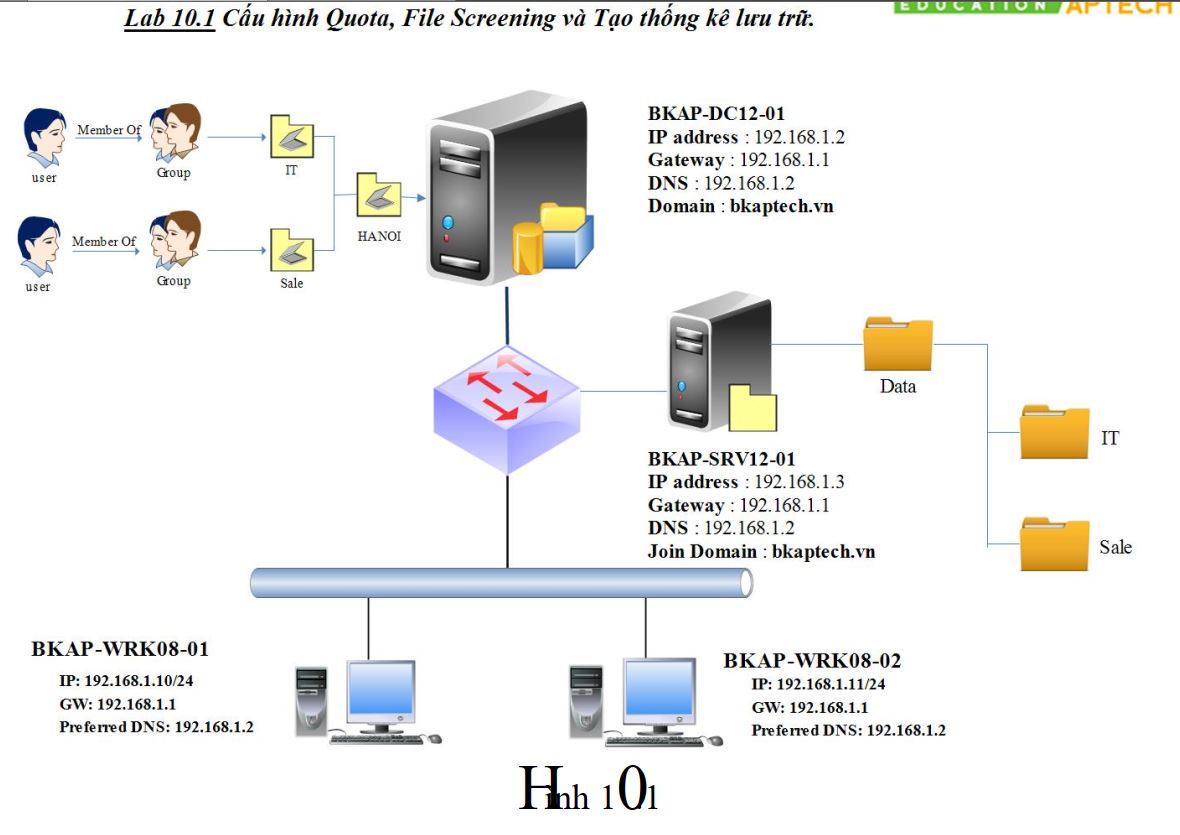 EDUCATION APTECH
Lab 10.1 Cấu hình Quota, File Screening và Tạo thống kê lưu trữ.
Member Of
user
Group
IT
HANOI
Member Of
user
Group
Sale
BKAP-DC12-01
IP address : 192.168.1.2
Gateway : 192.168.1.1
DNS : 192.168.1.2
Domain : bkaptech.vn
Data
IT
Sale
BKAP-SRV12-01
IP address : 192.168.1.3
Gateway : 192.168.1.1
DNS : 192.168.1.2
Join Domain : bkaptech.vn
BKAP-WRK08-01
IP: 192.168.1.10/24
GW: 192.168.1.1
Preferred DNS: 192.168.1.2
BKAP-WRK08-02
IP: 192.168.1.11/24
GW: 192.168.1.1
Preferred DNS: 192.168.1.2
Hình 10.1